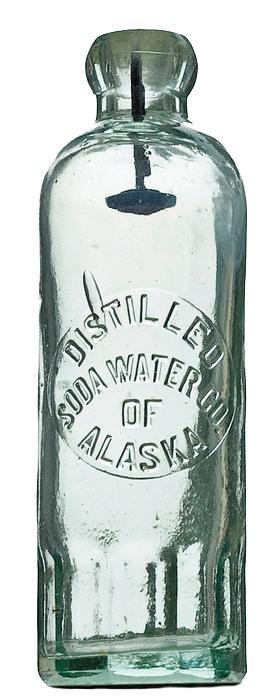 DISTILLED
SODA WATER CO.
OF
ALASKA